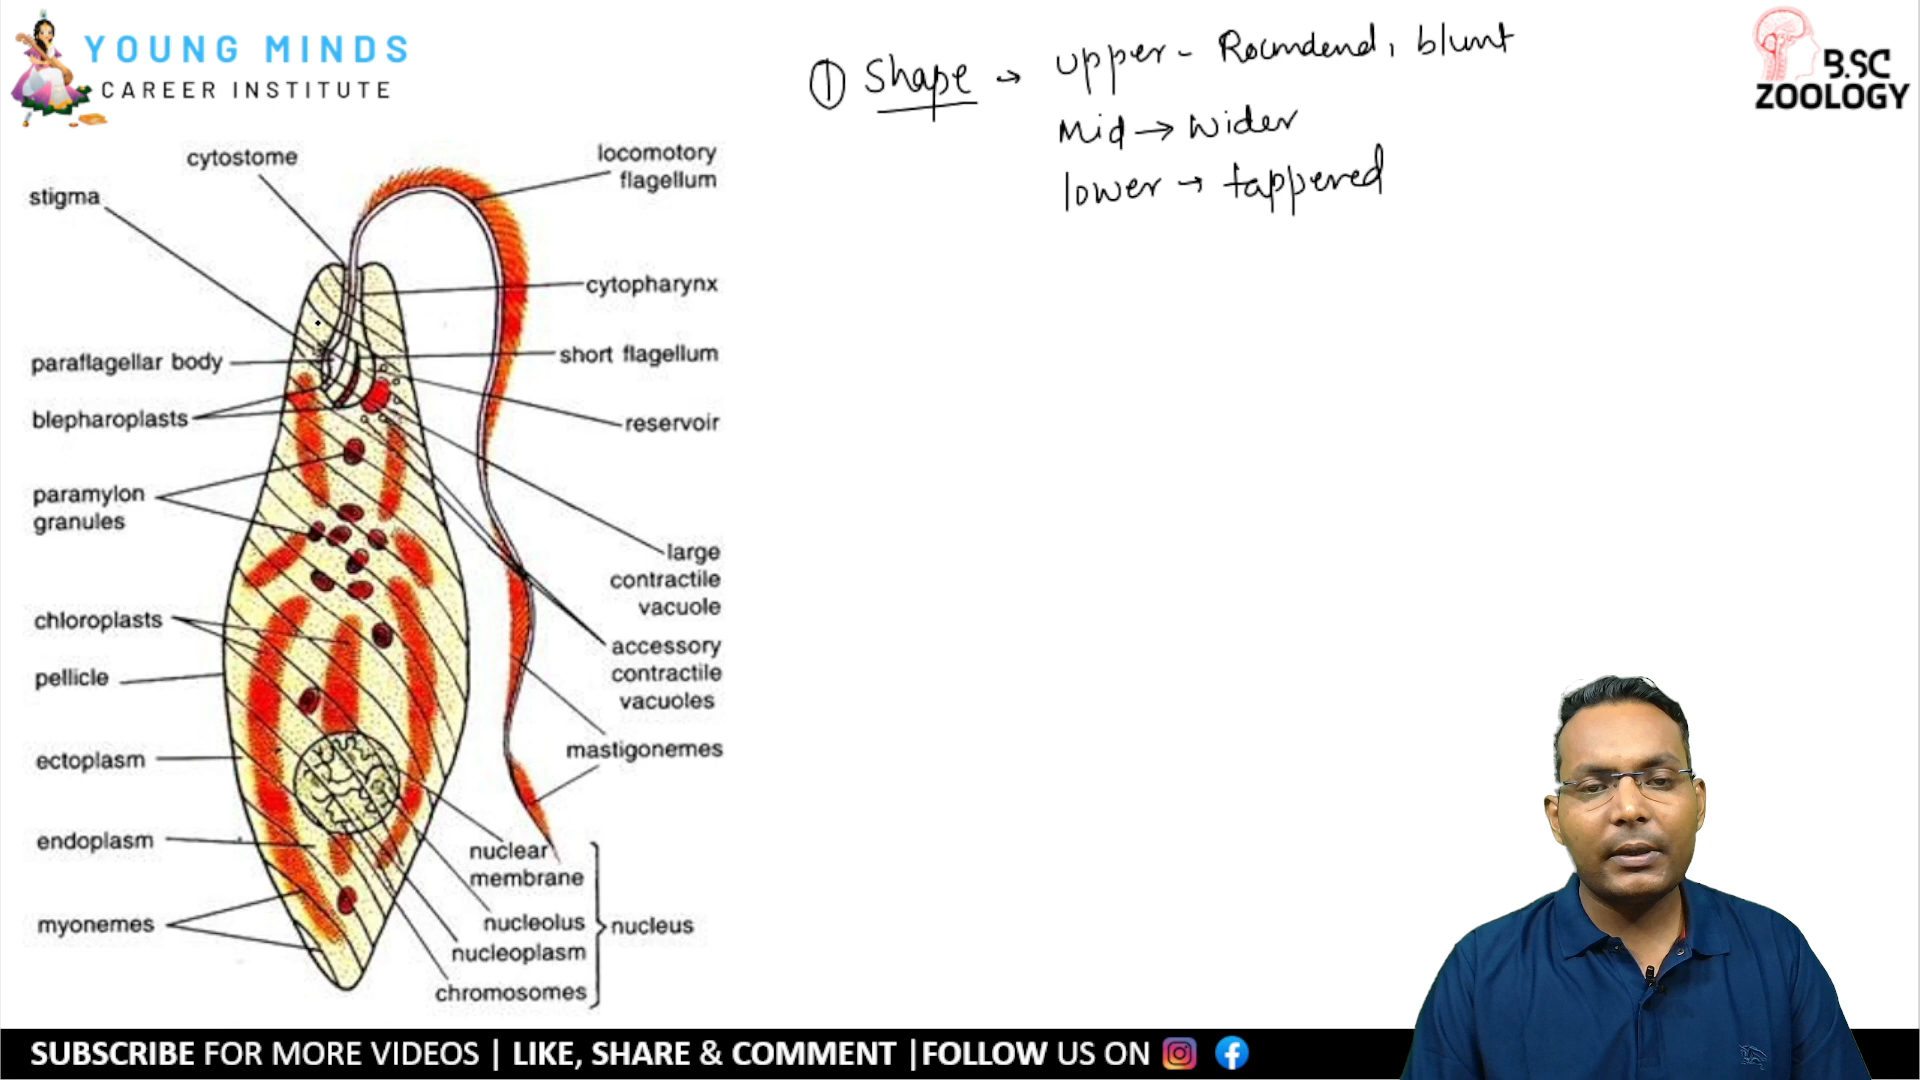 YOUNG MINDS
CAREER INSTITUTE
① Shape → upper - Roundend, blunt
Mid → wider
lower → tappered
B.SC
ZOOLOGY
cytostome
stigma
locomotory
flagellum
cytopharynx
paraflagellar body
short flagellum
blepharoplasts
reservoir
paramylon
granules
large
contractile
vacuole
chloroplasts
accessory
contractile
vacuoles
pellicle
mastigonemes
ectoplasm
endoplasm
nuclear
membrane
myonemes
nucleolus
nucleus
nucleoplasm
chromosomes
SUBSCRIBE FOR MORE VIDEOS | LIKE, SHARE & COMMENT |FOLLOW US ON